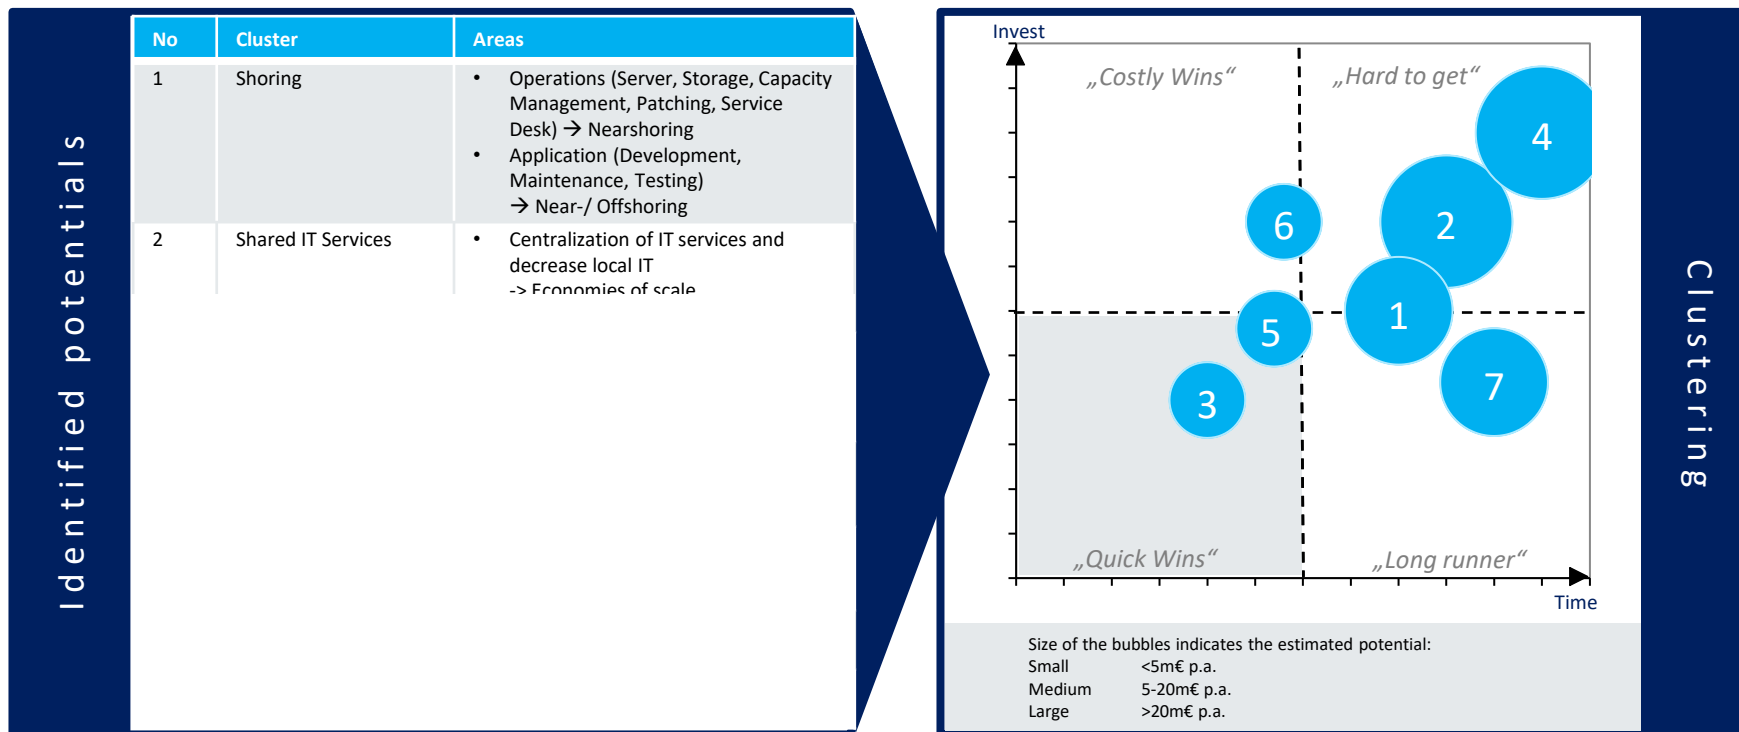 Identified potentials
No Cluster Areas
1 Shoring • Operations (Server, Storage, Capacity
Management, Patching, Service
Desk) → Nearshoring
• Application (Development,
Maintenance, Testing)
→ Near-/ Offshoring
2 Shared IT Services • Centralization of IT services and
decrease local IT
-> Economies of scale
Invest
„Costly Wins“ „Hard to get“
4
6 2
5 1
3 7
„Quick Wins“ „Long runner“
Time
Size of the bubbles indicates the estimated potential:
Small <5m€ p.a.
Medium 5-20m€ p.a.
Large >20m€ p.a.
Clustering